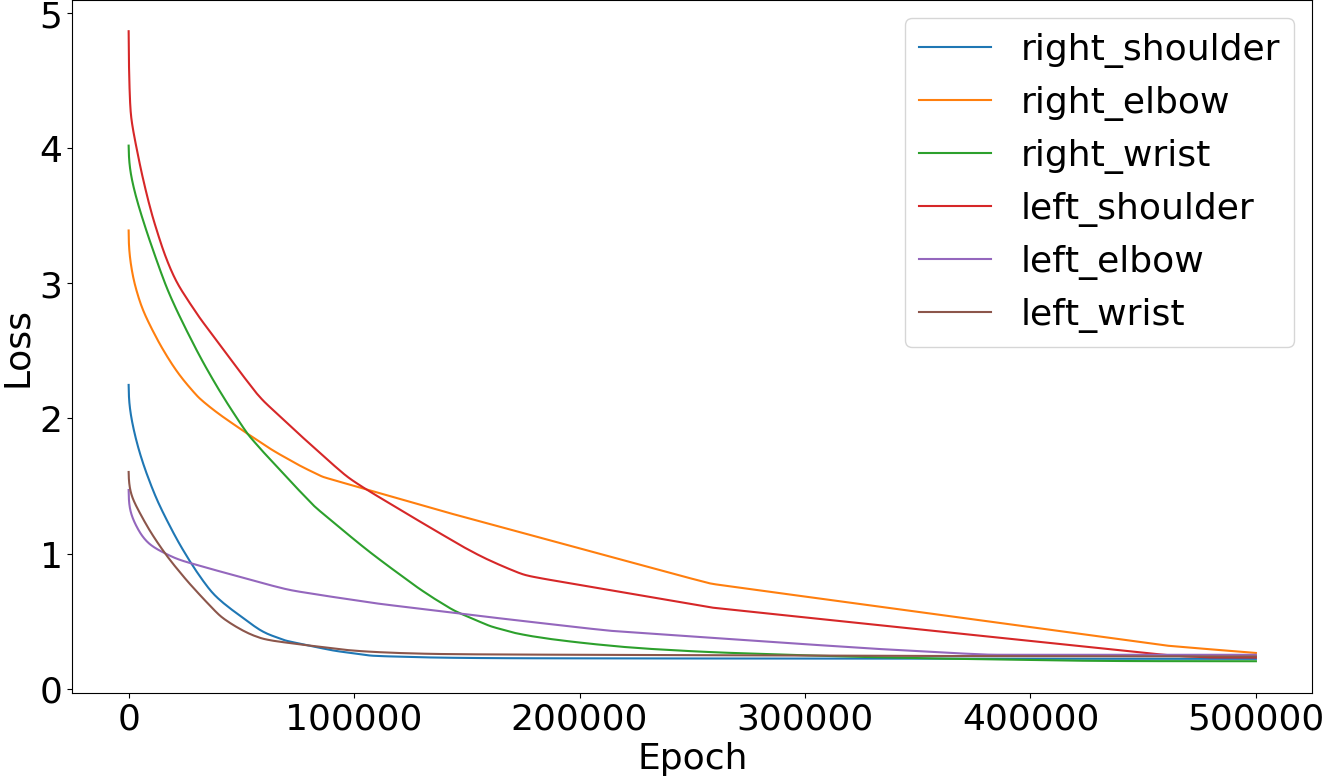 5
4
3
2
1
0
Loss
right_shoulder
right_elbow
right_wrist
left_shoulder
left_elbow
left_wrist
0 100000 200000 300000 400000 500000
Epoch